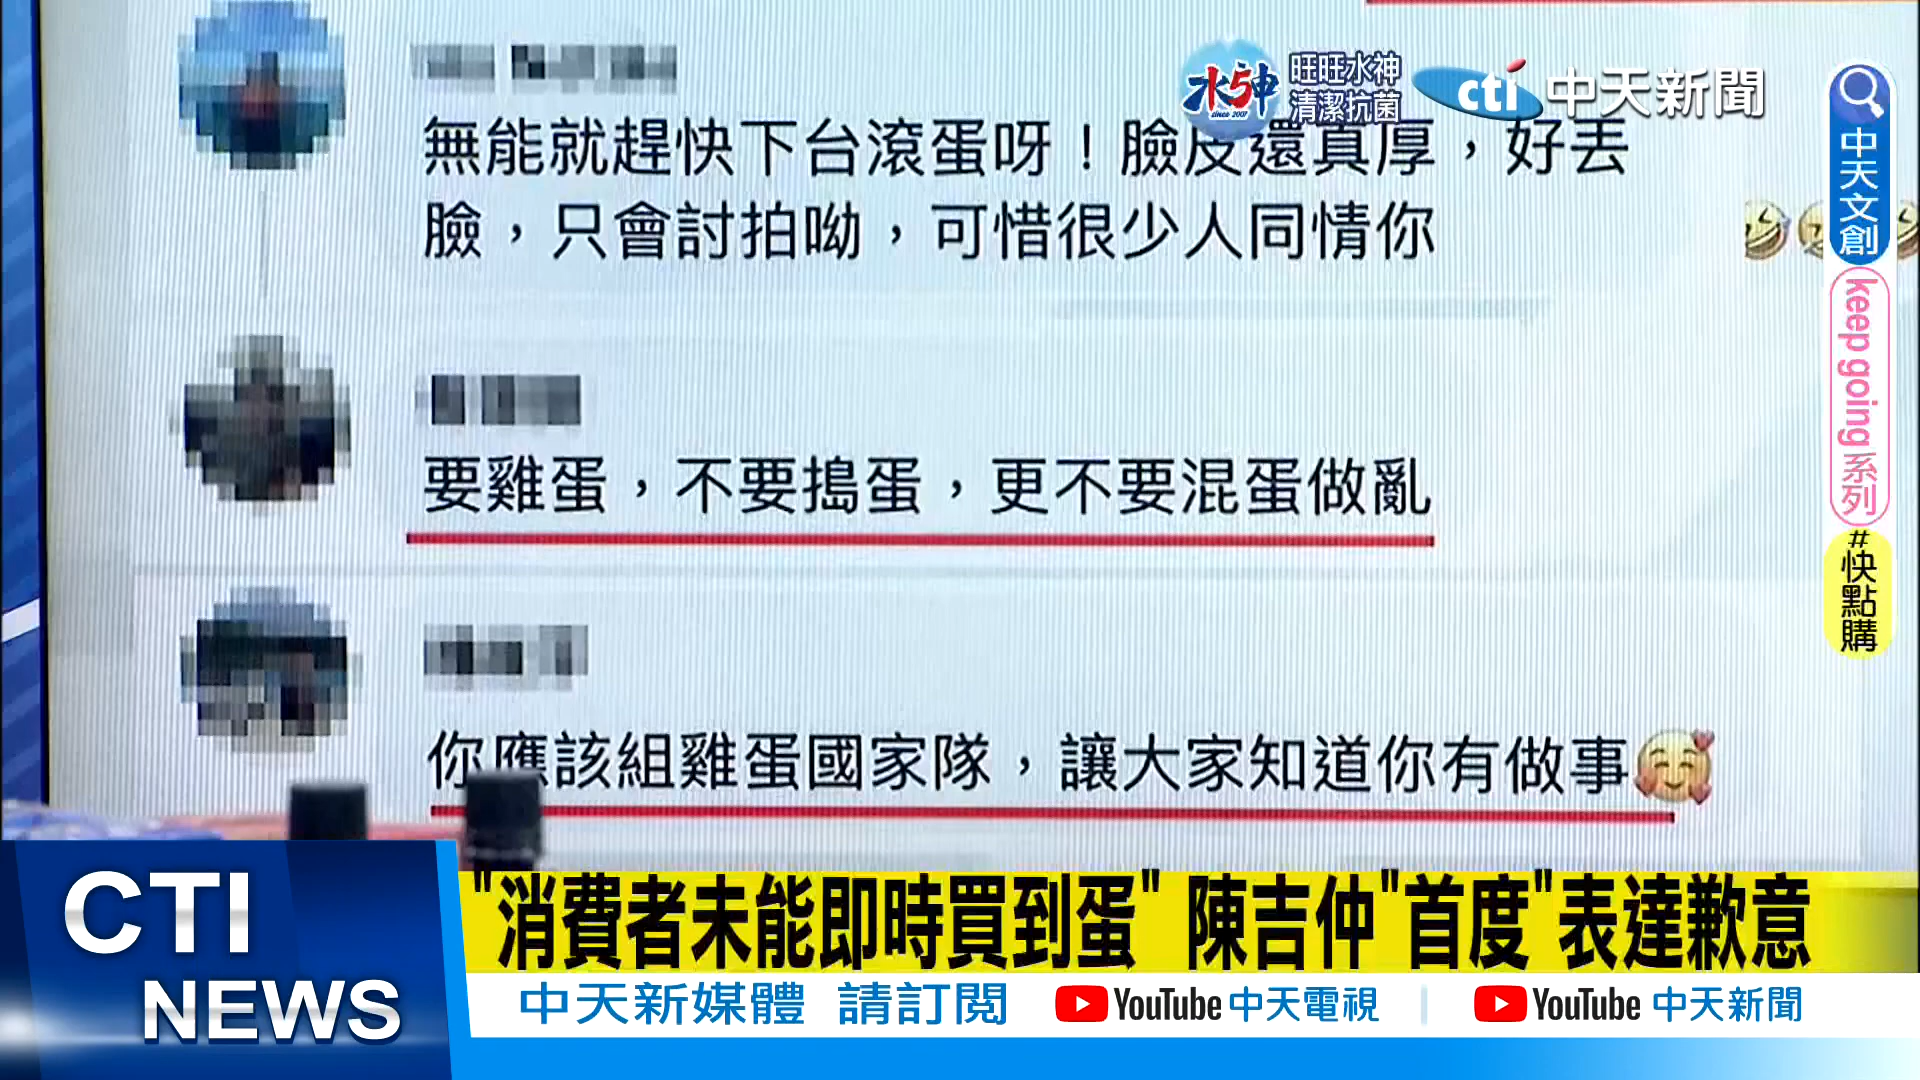 水神
since 2007
旺旺水神
清潔抗菌
cti 中天新聞
無能就趕快下台滾蛋呀！臉皮還真厚，好丟
臉，只會討拍呦，可惜很少人同情你
要雞蛋，不要搗蛋，更不要混蛋做亂
你應該組雞蛋國家隊，讓大家知道你有做事
中天文創
keep going 系列
#快點購
CTI
NEWS
"消費者未能即時買到蛋" 陳吉仲"首度"表達歉意
中天新媒體 請訂閱 YouTube 中天電視 | YouTube 中天新聞